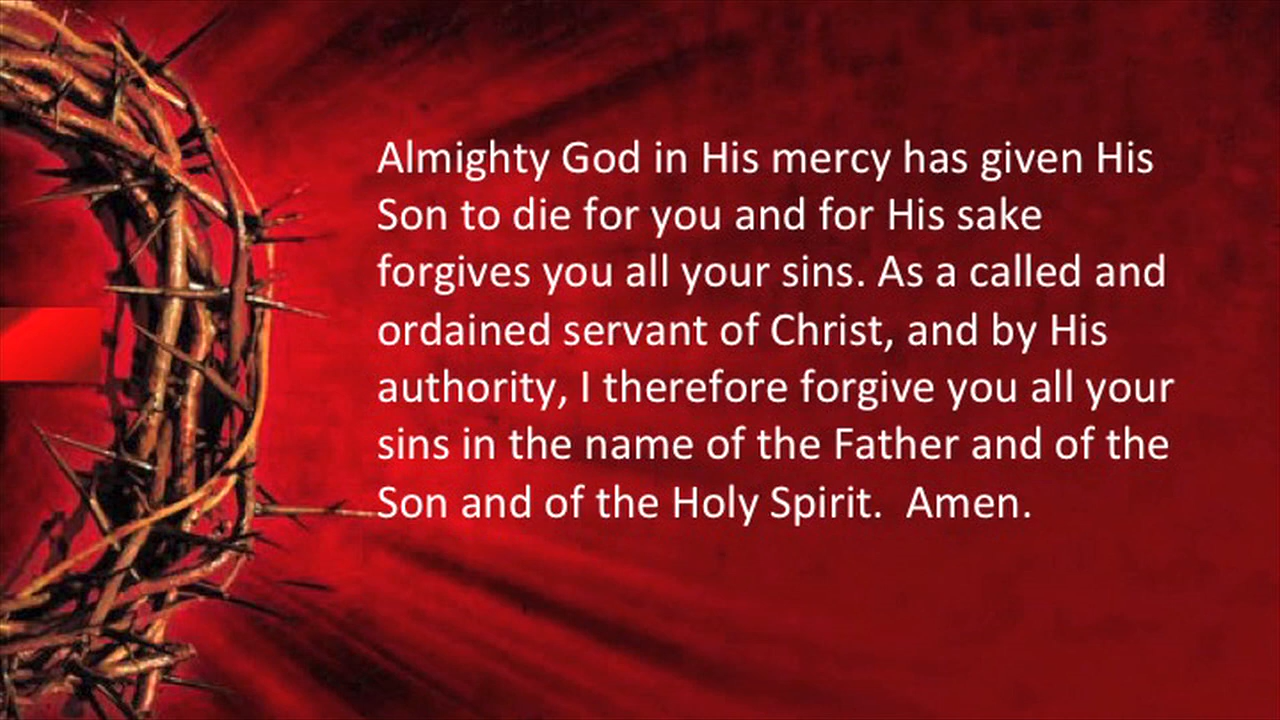 Almighty God in His mercy has given His
Son to die for you and for His sake
forgives you all your sins. As a called and
ordained servant of Christ, and by His
authority, I therefore forgive you all your
sins in the name of the Father and of the
Son and of the Holy Spirit.  Amen.